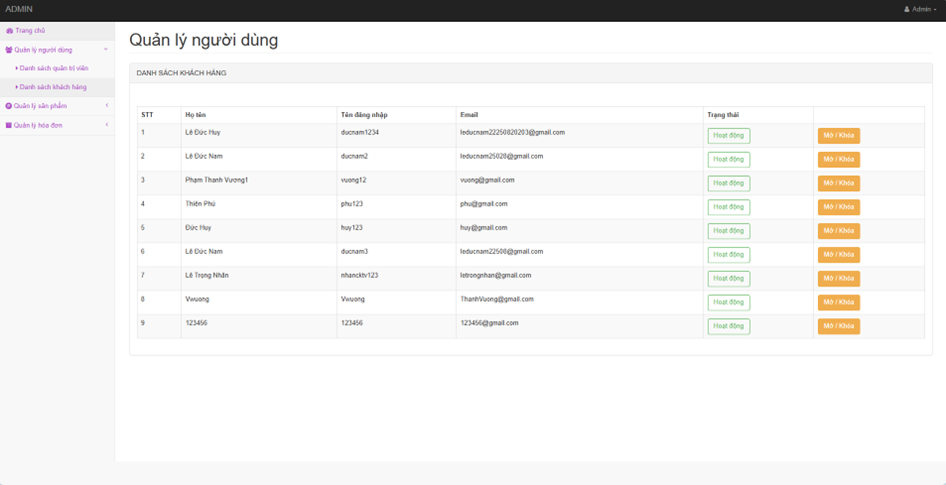 ADMIN
Admin
Trang chủ
Quản lý người dùng
Danh sách quản trị viên
Danh sách khách hàng
Quản lý sản phẩm
Quản lý hóa đơn
Quản lý người dùng
DANH SÁCH KHÁCH HÀNG
STT Họ tên Tên đăng nhập Email Trạng thái
1 Lê Đức Huy ducnam1234 leducnam22250820203@gmail.com Hoạt động Mở / Khóa
2 Lê Đức Nam ducnam2 leducnam25028@gmail.com Hoạt động Mở / Khóa
3 Phạm Thanh Vương1 vuong12 vuong@gmail.com Hoạt động Mở / Khóa
4 Thiện Phú phu123 phu@gmail.com Hoạt động Mở / Khóa
5 Đức Huy huy123 huy@gmail.com Hoạt động Mở / Khóa
6 Lê Đức Nam ducnam3 leducnam22508@gmail.com Hoạt động Mở / Khóa
7 Lê Trọng Nhân nhancktv123 letrongnhan@gmail.com Hoạt động Mở / Khóa
8 Vwuong Vwuong ThanhVuong@gmail.com Hoạt động Mở / Khóa
9 123456 123456 123456@gmail.com Hoạt động Mở / Khóa